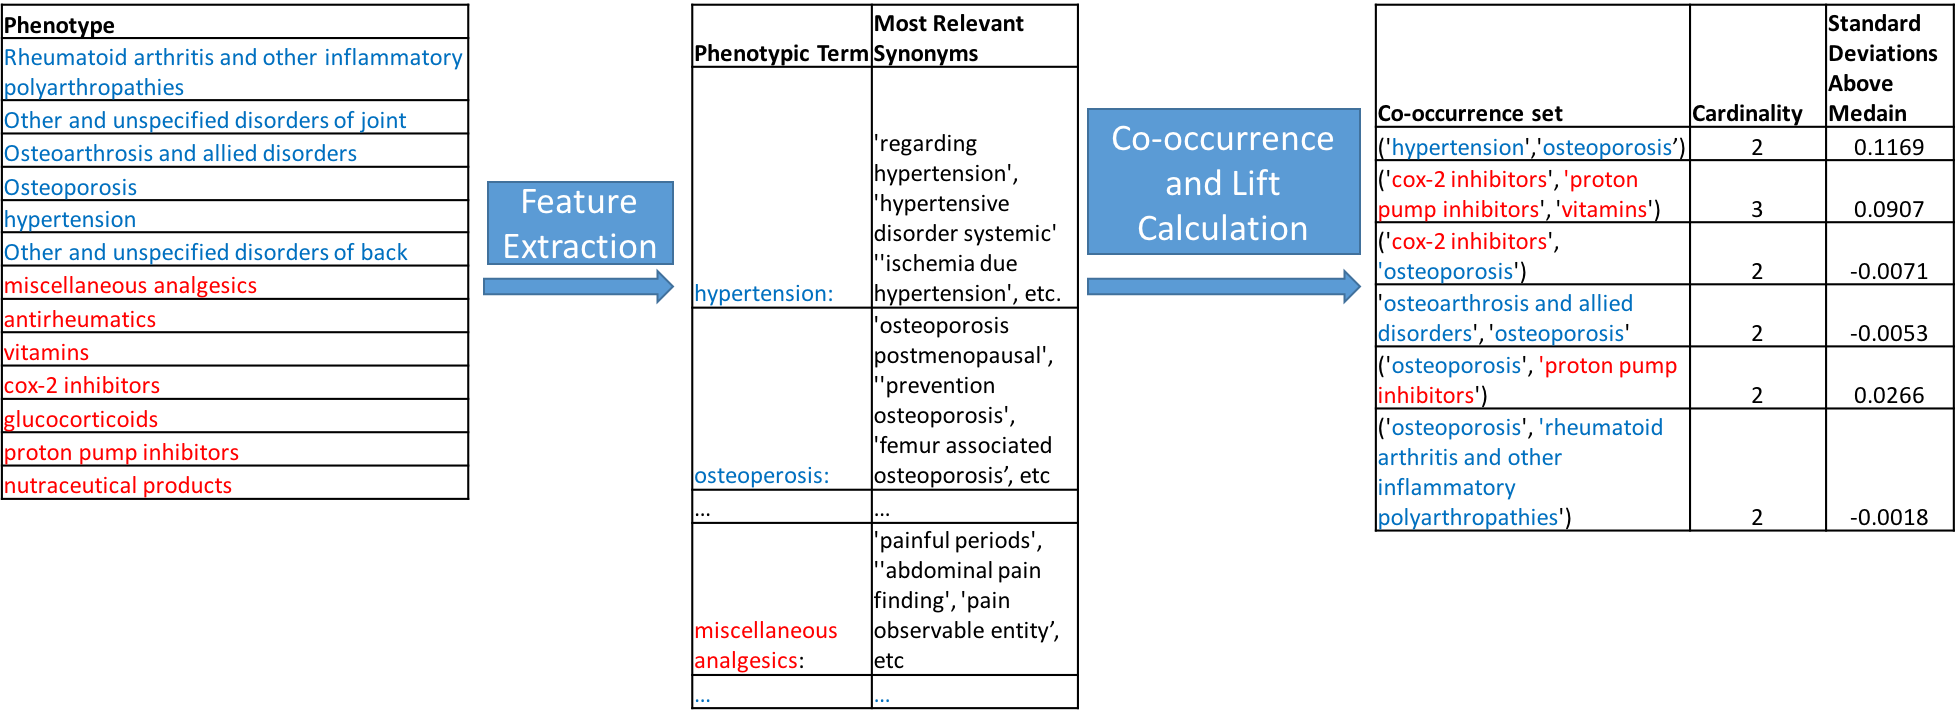 Phenotype
Rheumatoid arthritis and other inflammatory
polyarthropathies
Other and unspecified disorders of joint
Osteoarthrosis and allied disorders
Osteoporosis
hypertension
Other and unspecified disorders of back
miscellaneous analgesics
antirheumatics
vitamins
cox-2 inhibitors
glucocorticoids
proton pump inhibitors
nutraceutical products
Feature
Extraction
Phenotypic Term
Most Relevant
Synonyms
hypertension:
'regarding
hypertension',
'hypertensive
disorder systemic'
''ischemia due
hypertension', etc.
osteoperosis:
'osteoporosis
postmenopausal',
''prevention
osteoporosis',
'femur associated
osteoporosis’, etc
...
...
miscellaneous
analgesics:
'painful periods',
''abdominal pain
finding', 'pain
observable entity’,
etc
...
...
Co-occurrence
and Lift
Calculation
Co-occurrence set
Cardinality
Standard
Deviations
Above
Medain
('hypertension','osteoporosis’)
2
0.1169
('cox-2 inhibitors', 'proton
pump inhibitors', 'vitamins')
3
0.0907
('cox-2 inhibitors',
'osteoporosis')
2
-0.0071
'osteoarthrosis and allied
disorders', 'osteoporosis'
2
-0.0053
('osteoporosis', 'proton pump
inhibitors')
2
0.0266
('osteoporosis', 'rheumatoid
arthritis and other
inflammatory
polyarthropathies')
2
-0.0018